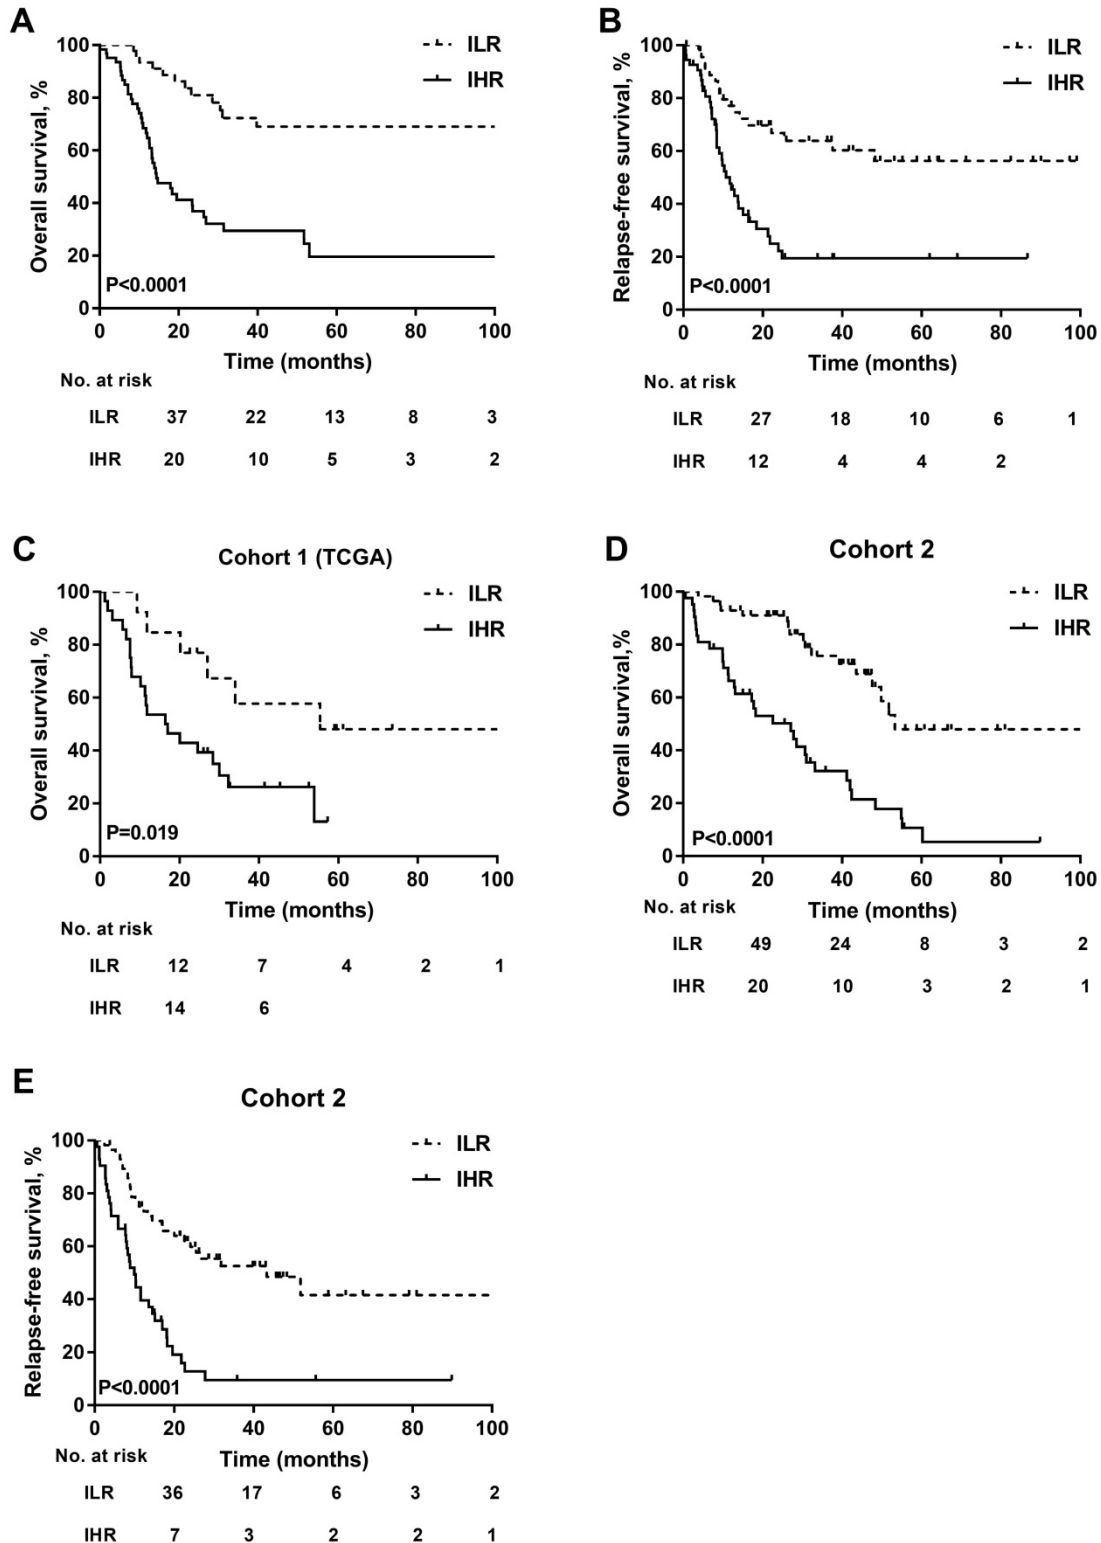 A
Overall survival, %
100
80
60
40
20
0
ILR
IHR
P<0.0001
0 20 40 60 80 100
Time (months)
No. at risk
ILR 37 22 13 8 3
IHR 20 10 5 3 2
B
Relapse-free survival, %
100
80
60
40
20
0
ILR
IHR
P<0.0001
0 20 40 60 80 100
Time (months)
No. at risk
ILR 27 18 10 6 1
IHR 12 4 4 2
C
Cohort 1 (TCGA)
Overall survival, %
100
80
60
40
20
0
ILR
IHR
P=0.019
0 20 40 60 80 100
Time (months)
No. at risk
ILR 12 7 4 2 1
IHR 14 6
D
Cohort 2
Overall survival,%
100
80
60
40
20
0
ILR
IHR
P<0.0001
0 20 40 60 80 100
Time (months)
No. at risk
ILR 49 24 8 3 2
IHR 20 10 3 2 1
E
Cohort 2
Relapse-free survival, %
100
80
60
40
20
0
ILR
IHR
P<0.0001
0 20 40 60 80 100
Time (months)
No. at risk
ILR 36 17 6 3 2
IHR 7 3 2 2 1